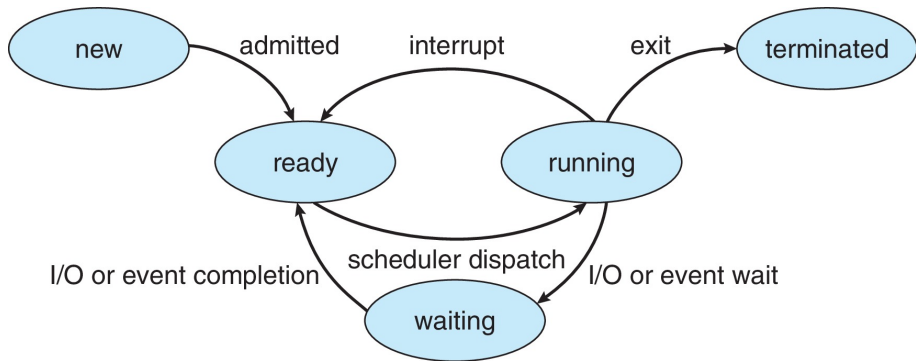 new
admitted
interrupt
exit
terminated
ready
running
I/O or event completion
scheduler dispatch
I/O or event wait
waiting